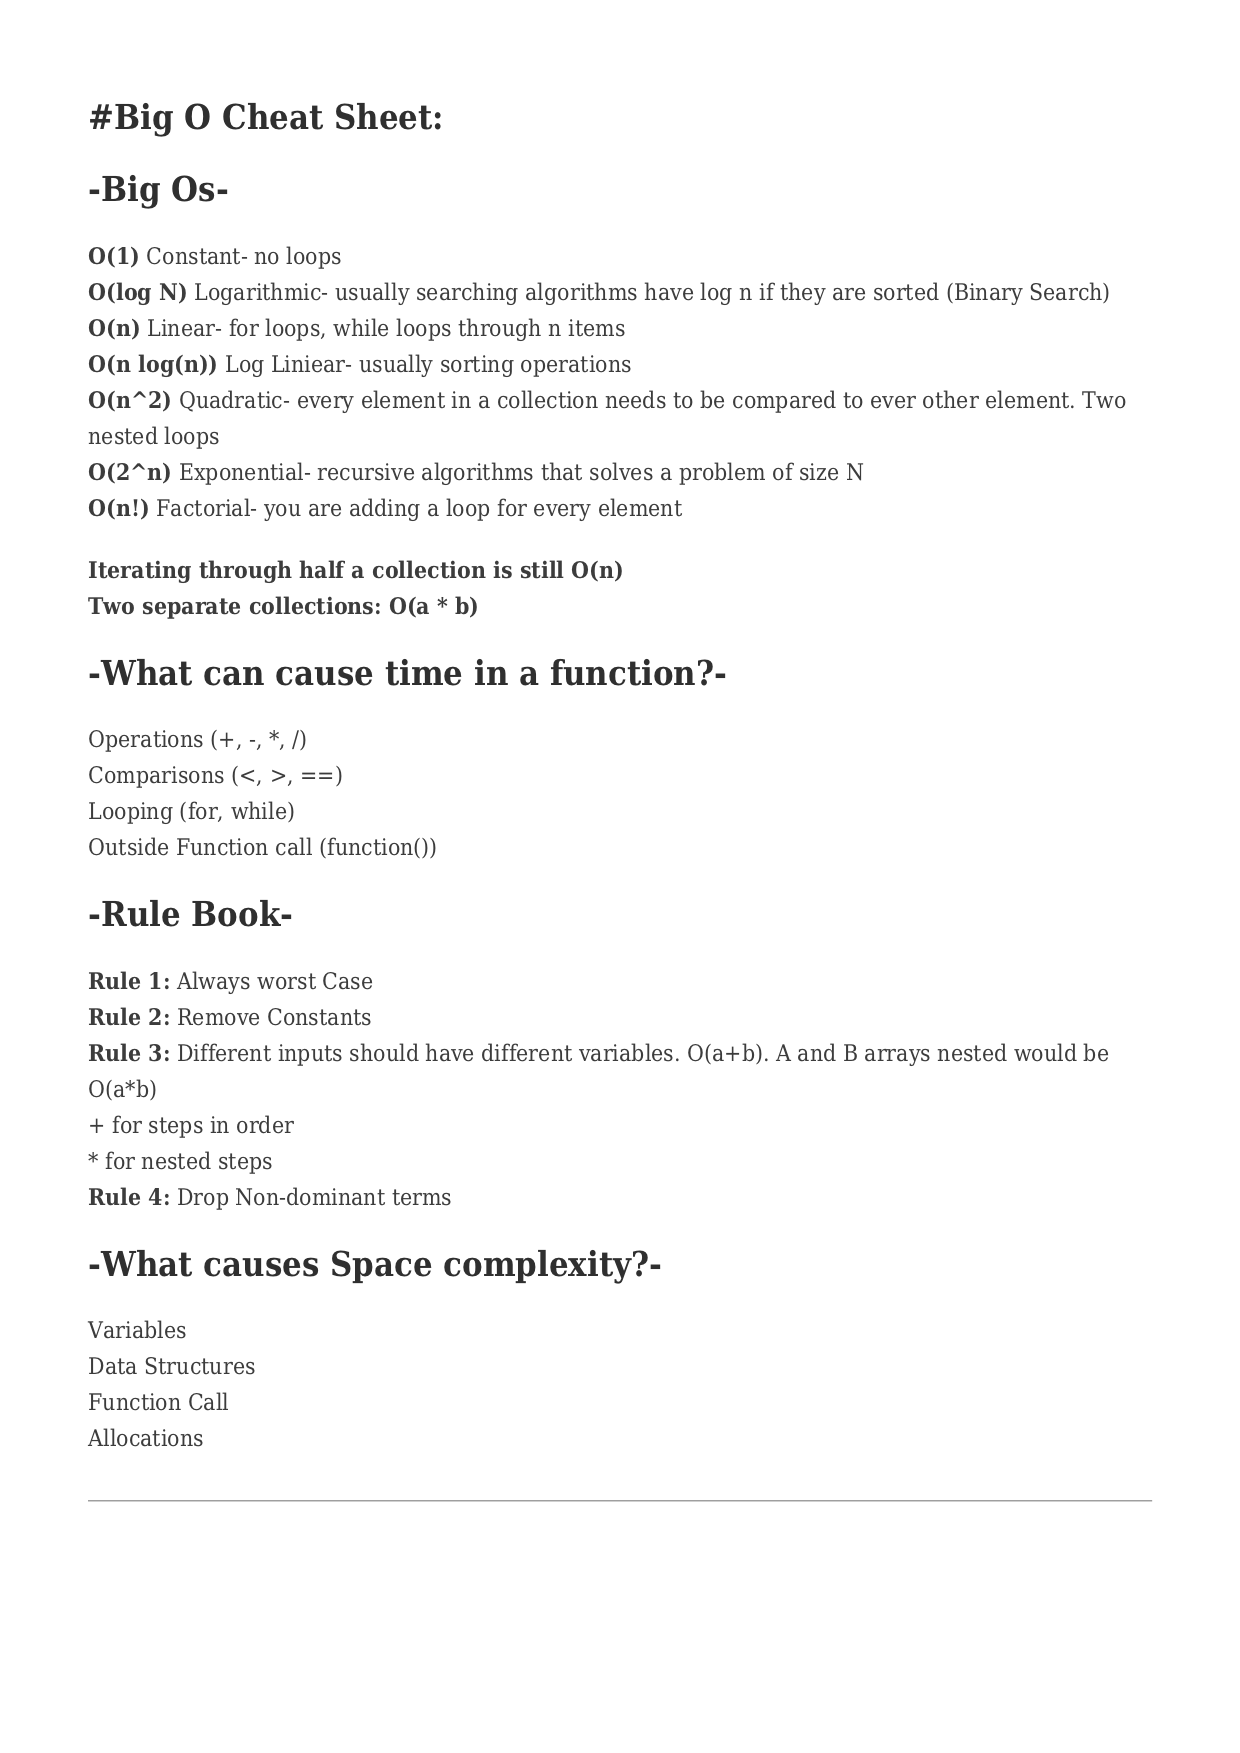 #Big O Cheat Sheet:
-Big Os-
O(1) Constant- no loops
O(log N) Logarithmic- usually searching algorithms have log n if they are sorted (Binary Search)
O(n) Linear- for loops, while loops through n items
O(n log(n)) Log Liniear- usually sorting operations
O(n^2) Quadratic- every element in a collection needs to be compared to ever other element. Two
nested loops
O(2^n) Exponential- recursive algorithms that solves a problem of size N
O(n!) Factorial- you are adding a loop for every element
Iterating through half a collection is still O(n)
Two separate collections: O(a * b)
-What can cause time in a function?-
Operations (+, -, *, /)
Comparisons (<, >, ==)
Looping (for, while)
Outside Function call (function())
-Rule Book-
Rule 1: Always worst Case
Rule 2: Remove Constants
Rule 3: Different inputs should have different variables. O(a+b). A and B arrays nested would be
O(a*b)
+ for steps in order
* for nested steps
Rule 4: Drop Non-dominant terms
-What causes Space complexity?-
Variables
Data Structures
Function Call
Allocations